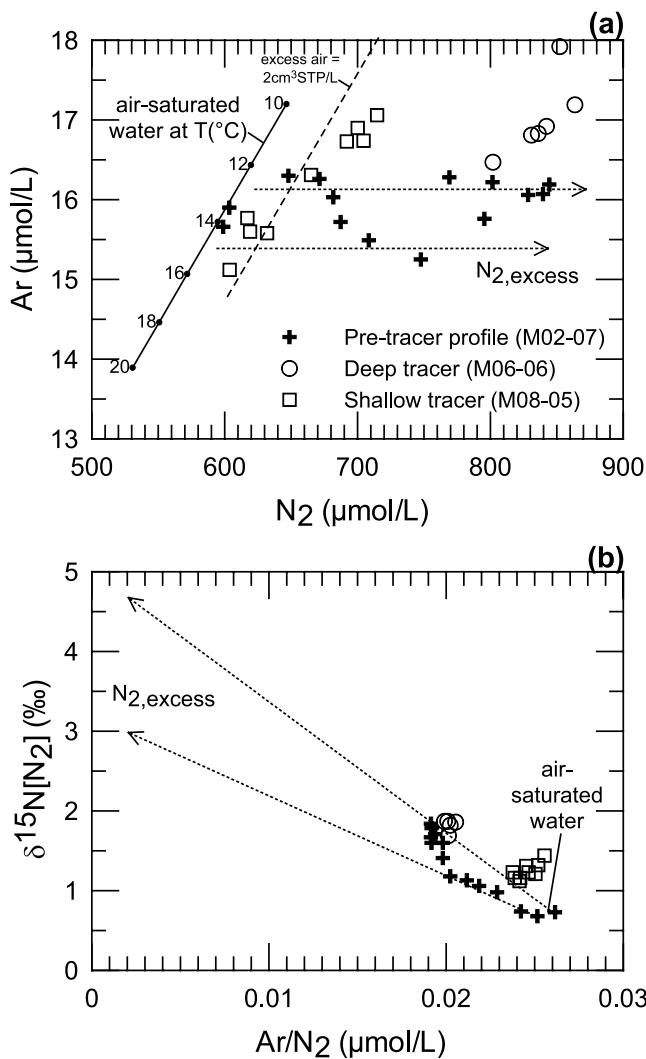 (a)
18
17
16
15
14
13
Ar (µmol/L)
excess air =
2cm³STP/L
air-saturated
water at T(°C)
10
12
14
16
18
20
N2,excess
Pre-tracer profile (M02-07)
Deep tracer (M06-06)
Shallow tracer (M08-05)
500
600
700
800
900
N2 (µmol/L)
(b)
5
4
3
2
1
0
δ15N[N2] (‰)
N2,excess
air-
saturated
water
0
0.01
0.02
0.03
Ar/N2 (µmol/L)